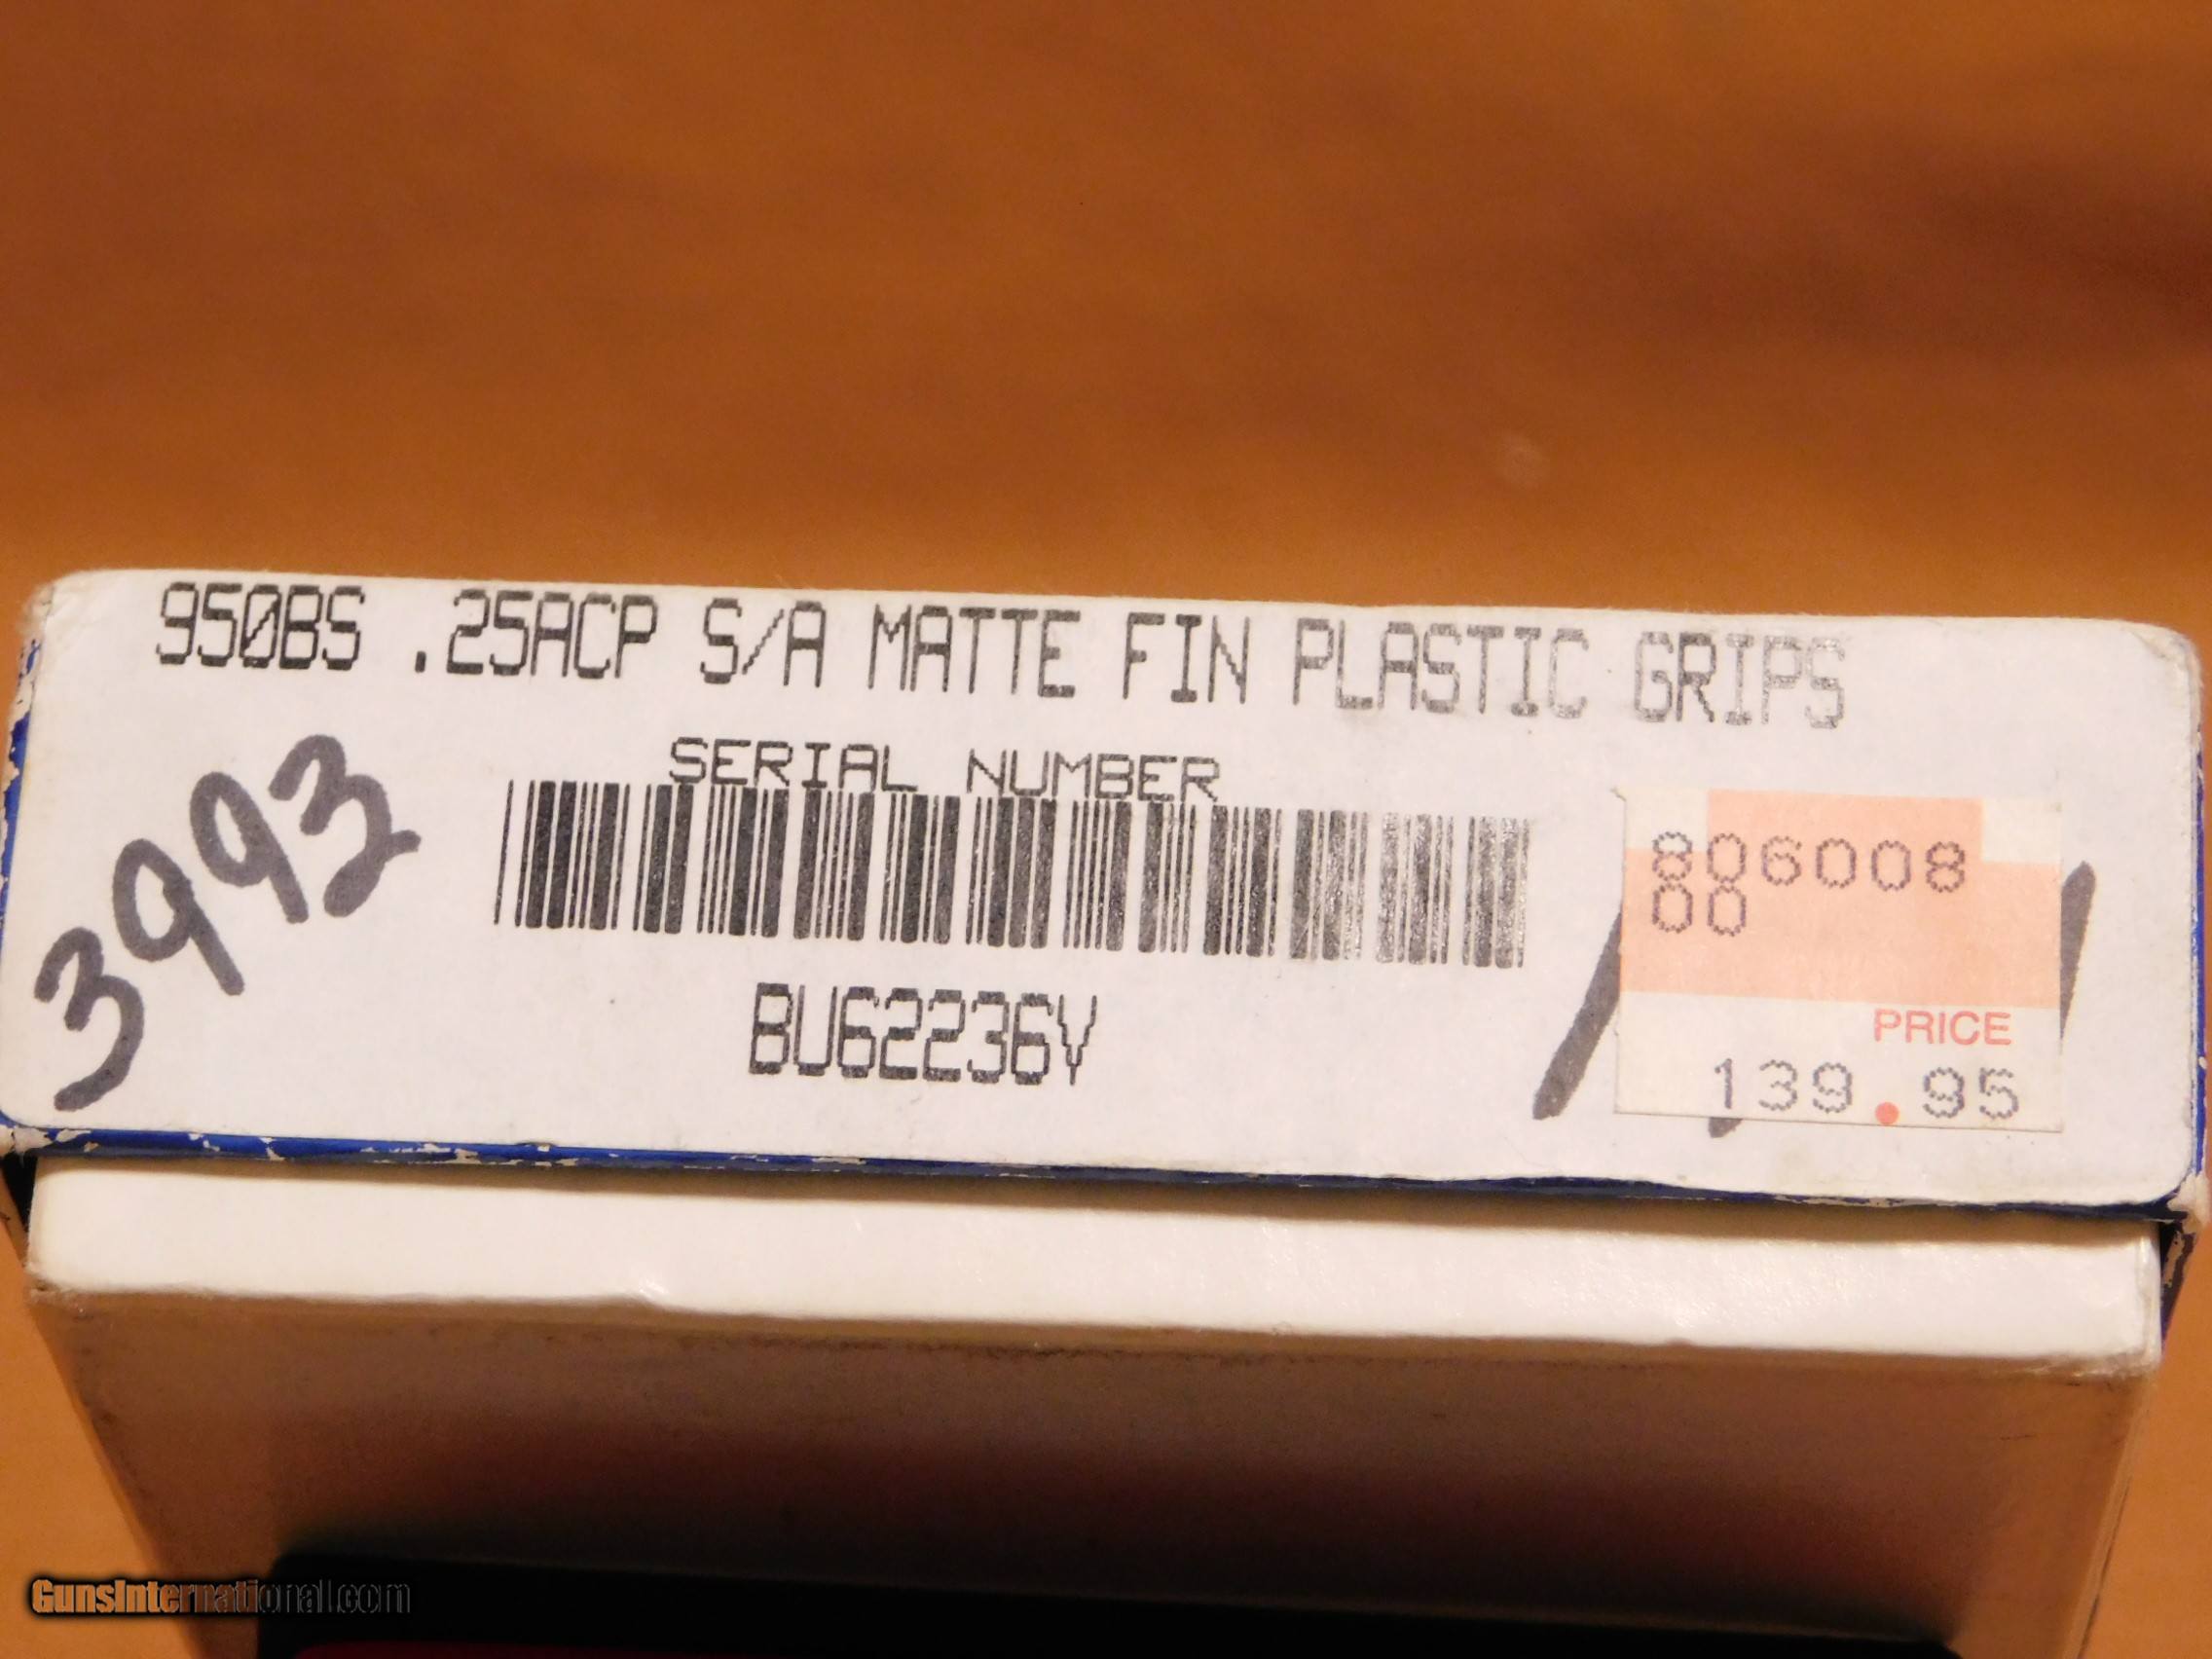 950BS .25ACP S/A MATTE FIN PLASTIC GRIPS
3993
SERIAL NUMBER
BU62236V
806008
00
PRICE
139.95
GunsInternational.com